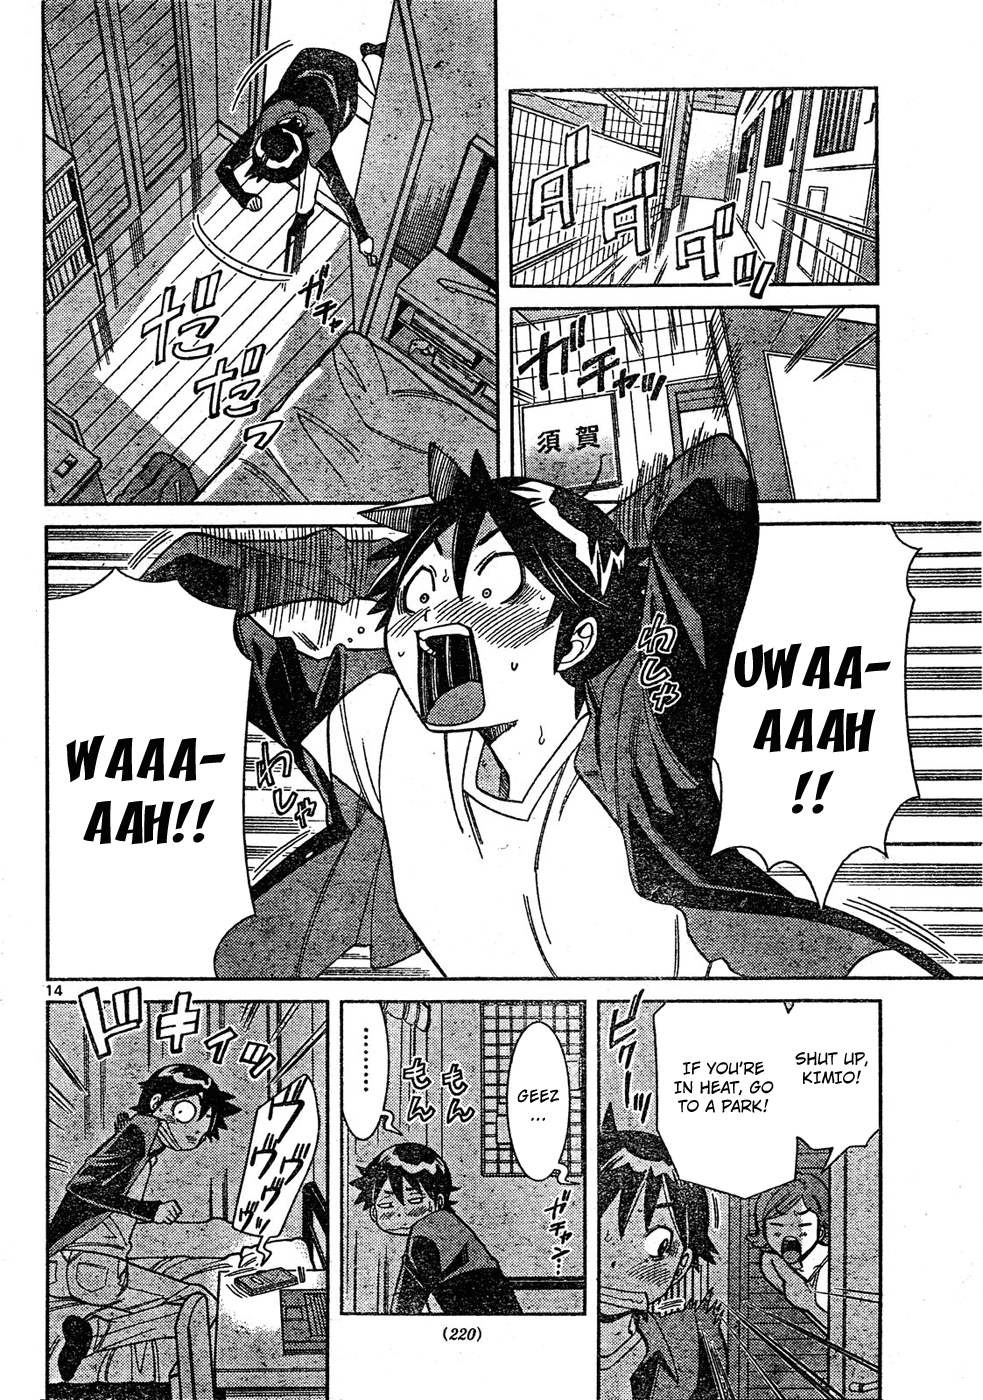 ダダダッ
ガチャッ
須賀
ガチャ
だだだっ
UWAA-
AAAH
!!
わしゃ
わしゃ
WAAA-
AAH!!
SHUT UP,
KIMIO!
IF YOU'RE
IN HEAT, GO
TO A PARK!
ビクッ
GEEZ
...
ガチャン
もんもん
.........
(220)
14
ドキィッ
ヴヴヴヴッ